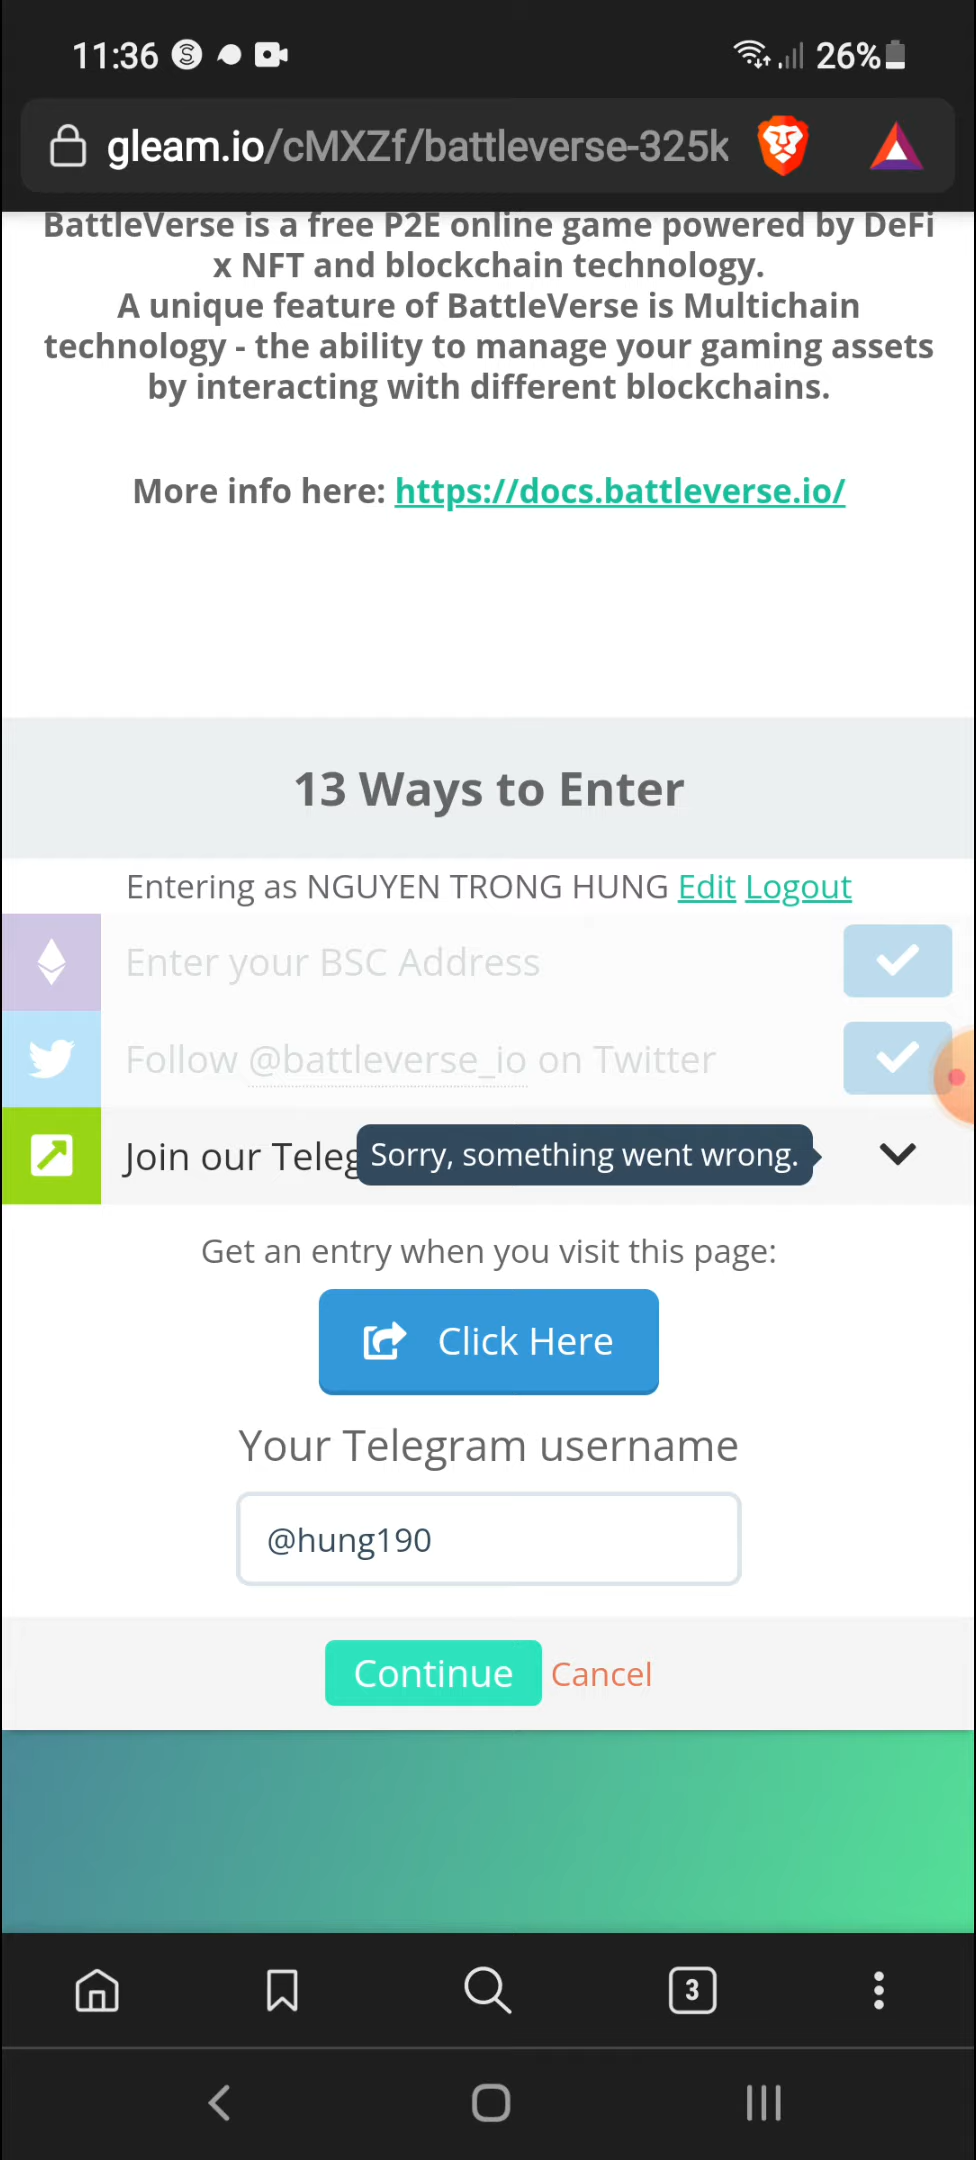 11:36
26%
gleam.io/cMXZf/battleverse-325k
BattleVerse is a free P2E online game powered by DeFi
x NFT and blockchain technology.
A unique feature of BattleVerse is Multichain
technology - the ability to manage your gaming assets
by interacting with different blockchains.
More info here: https://docs.battleverse.io/
13 Ways to Enter
Entering as NGUYEN TRONG HUNG Edit Logout
Enter your BSC Address
Follow @battleverse_io on Twitter
Join our Teleg
Sorry, something went wrong.
Get an entry when you visit this page:
Click Here
Your Telegram username
@hung190
Continue Cancel
3